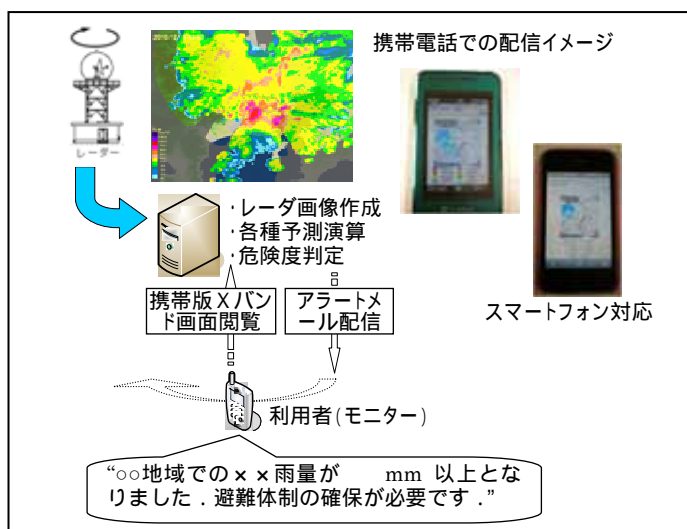 携帯電話での配信イメージ
レーダー
・レーダ画像作成
・各種予測演算
・危険度判定
携帯版Xバン
ド画面閲覧
アラートメ
ール配信
スマートフォン対応
利用者(モニター)
“○○地域での××雨量が　　mm 以上とな
りました．避難体制の確保が必要です．”